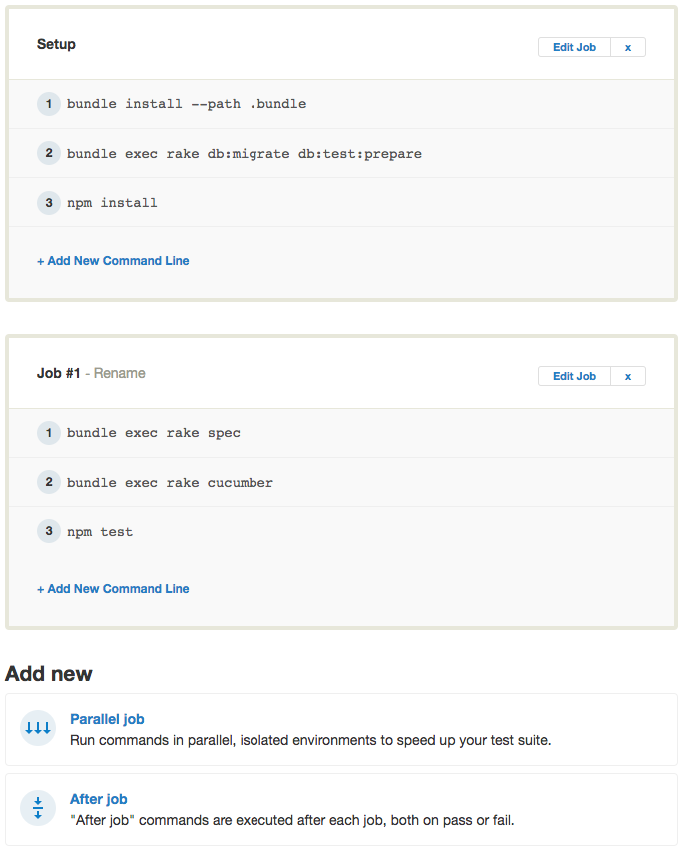 Setup
Edit Job x
1 bundle install --path .bundle
2 bundle exec rake db:migrate db:test:prepare
3 npm install
+ Add New Command Line
Job #1 - Rename
Edit Job x
1 bundle exec rake spec
2 bundle exec rake cucumber
3 npm test
+ Add New Command Line
Add new
Parallel job
Run commands in parallel, isolated environments to speed up your test suite.
After job
"After job" commands are executed after each job, both on pass or fail.